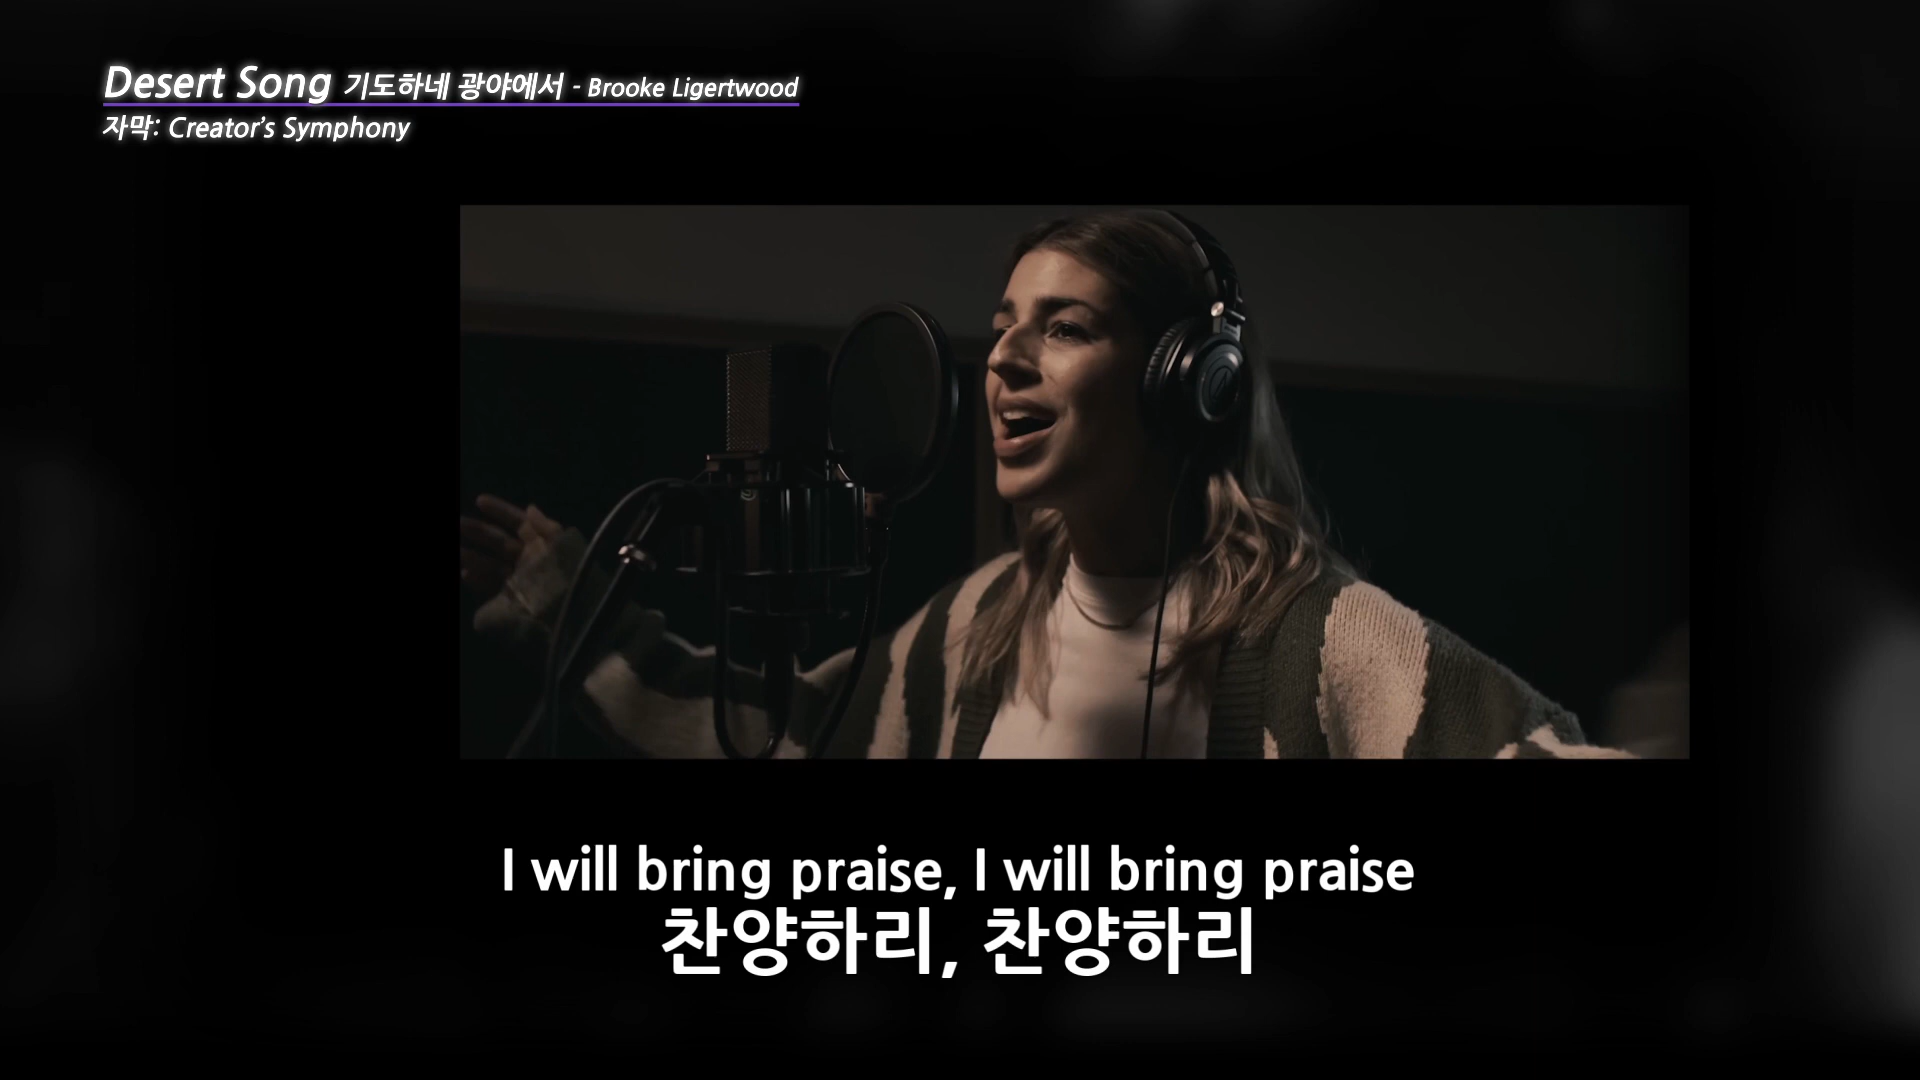 Desert Song 기도하네 광야에서 - Brooke Ligertwood
자막: Creator's Symphony
I will bring praise, I will bring praise
찬양하리, 찬양하리